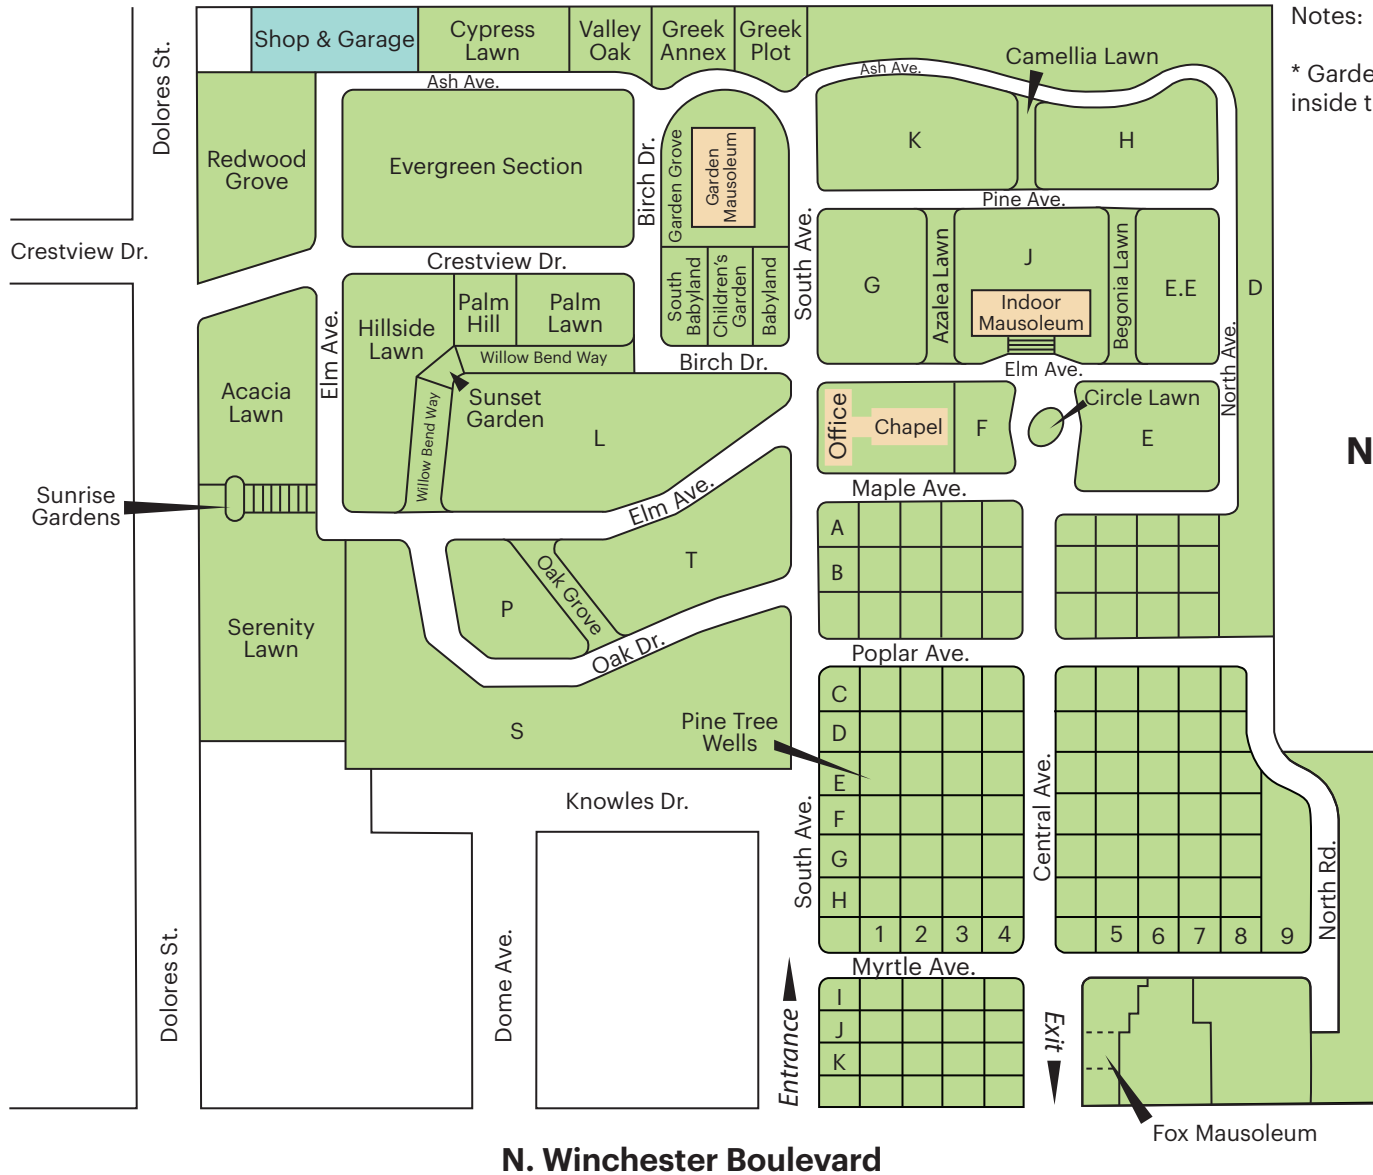 Notes:
* Garde
inside t
Shop & Garage
Cypress
Lawn
Valley
Oak
Greek
Annex
Greek
Plot
Camellia Lawn
Dolores St.
Ash Ave.
Ash Ave.
Redwood
Grove
Evergreen Section
Birch Dr.
Garden Grove
Garden
Mausoleum
K
H
Pine Ave.
Crestview Dr.
Crestview Dr.
South
Babyland
Children's
Garden
Babyland
South Ave.
G
Azalea Lawn
J
Indoor
Mausoleum
Begonia Lawn
E.E
D
Hillside
Lawn
Palm
Hill
Palm
Lawn
Willow Bend Way
Birch Dr.
Elm Ave.
Elm Ave.
North Ave.
Acacia
Lawn
Sunset
Garden
Willow Bend Way
L
Office
Chapel
F
Circle Lawn
E
N
Sunrise
Gardens
Elm Ave.
Maple Ave.
A
B
Oak Grove
T
P
Serenity
Lawn
Oak Dr.
Poplar Ave.
S
Pine Tree
Wells
C
D
E
F
G
H
1 2 3 4
5 6 7 8 9
Knowles Dr.
South Ave.
Central Ave.
North Rd.
Dolores St.
Dome Ave.
Myrtle Ave.
Entrance
I
J
K
Exit
Fox Mausoleum
N. Winchester Boulevard